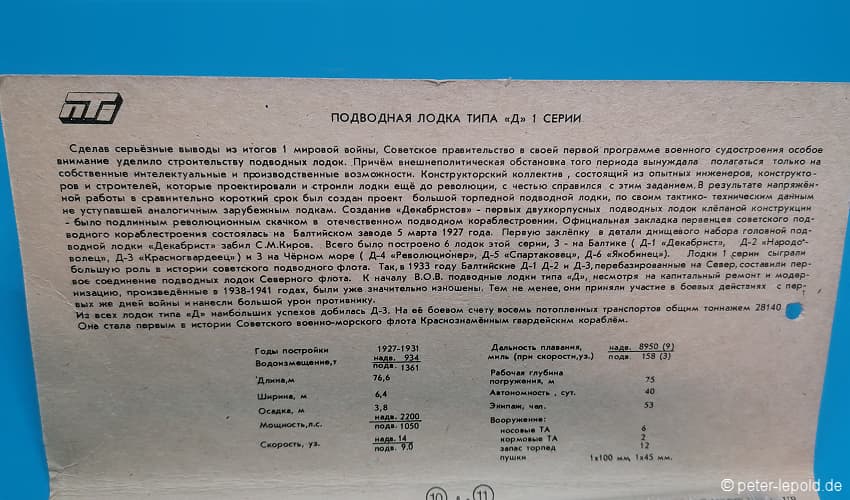 ПТ
ПОДВОДНАЯ ЛОДКА ТИПА «Д» 1 СЕРИИ
Сделав серьёзные выводы из итогов 1 мировой войны, Советское правительство в своей первой программе военного судостроения особое
внимание уделило строительству подводных лодок. Причём внешнеполитическая обстановка того периода вынуждала полагаться только на
собственные интелектуальные и производственные возможности. Конструкторский коллектив , состоящий из опытных инженеров, конструкто-
ров и строителей, которые проектировали и строили лодки ещё до революции, с честью справился с этим заданием. В результате напряжён-
ной работы в сравнительно короткий срок был создан проект большой торпедной подводной лодки, по своим тактико- техническим данным
не уступавшей аналогичным зарубежным лодкам. Создание «Декабристов» - первых двухкорпусных подводных лодок клёпаной конструкции
- было подлинным революционным скачком в отечественном подводном кораблестроении. Официальная закладка первенцев советского под-
водного кораблестроения состоялась на Балтийском заводе 5 марта 1927 года. Первую заклёпку в детали днищевого набора головной под-
водной лодки «Декабрист» забил С.М.Киров. Всего было построено 6 лодок этой серии, 3 - на Балтике ( Д-1 «Декабрист», Д-2 «Народо-
волец», Д-3 «Красногвардеец») и 3 на Чёрном море ( Д-4 «Революционер», Д-5 «Спартаковец», Д-6 «Якобинец»). Лодки 1 серии сыграли
большую роль в истории советского подводного флота. Так, в 1933 году Балтийские Д-1 Д-2 и Д-3, перебазированные на Север, составили пер-
вое соединение подводных лодок Северного флота. К началу В.О.В. подводные лодки типа «Д», несмотря на капитальный ремонт и модер-
низацию, произведённые в 1938-1941 годах, были уже значительно изношены. Тем не менее, они приняли участие в боевых действиях с пер-
вых же дней войны и нанесли большой урон противнику.
Из всех лодок типа «Д» наибольших успехов добилась Д-3. На её боевом счету восемь потопленных транспортов общим тоннажем 28140
Она стала первым в истории Советского военно-морского флота Краснознамённым гвардейским кораблём.
Годы постройки 1927-1931
Водоизмещение, т надв. 934
подв. 1361
Длина, м 76,6
Ширина, м 6,4
Осадка, м 3,8
Мощность, л.с. надв. 2200
подв. 1050
Скорость, уз. надв. 14
подв. 9.0
Дальность плавания, надв. 8950 (9)
миль (при скорости, уз.) подв. 158 (3)
Рабочая глубина
погружения, м 75
Автономность , сут. 40
Экипаж, чел. 53
Вооружение:
носовые ТА 6
кормовые ТА 2
запас торпед 12
пушки 1х100 мм, 1х45 мм.
10 11
© peter-lepold.de